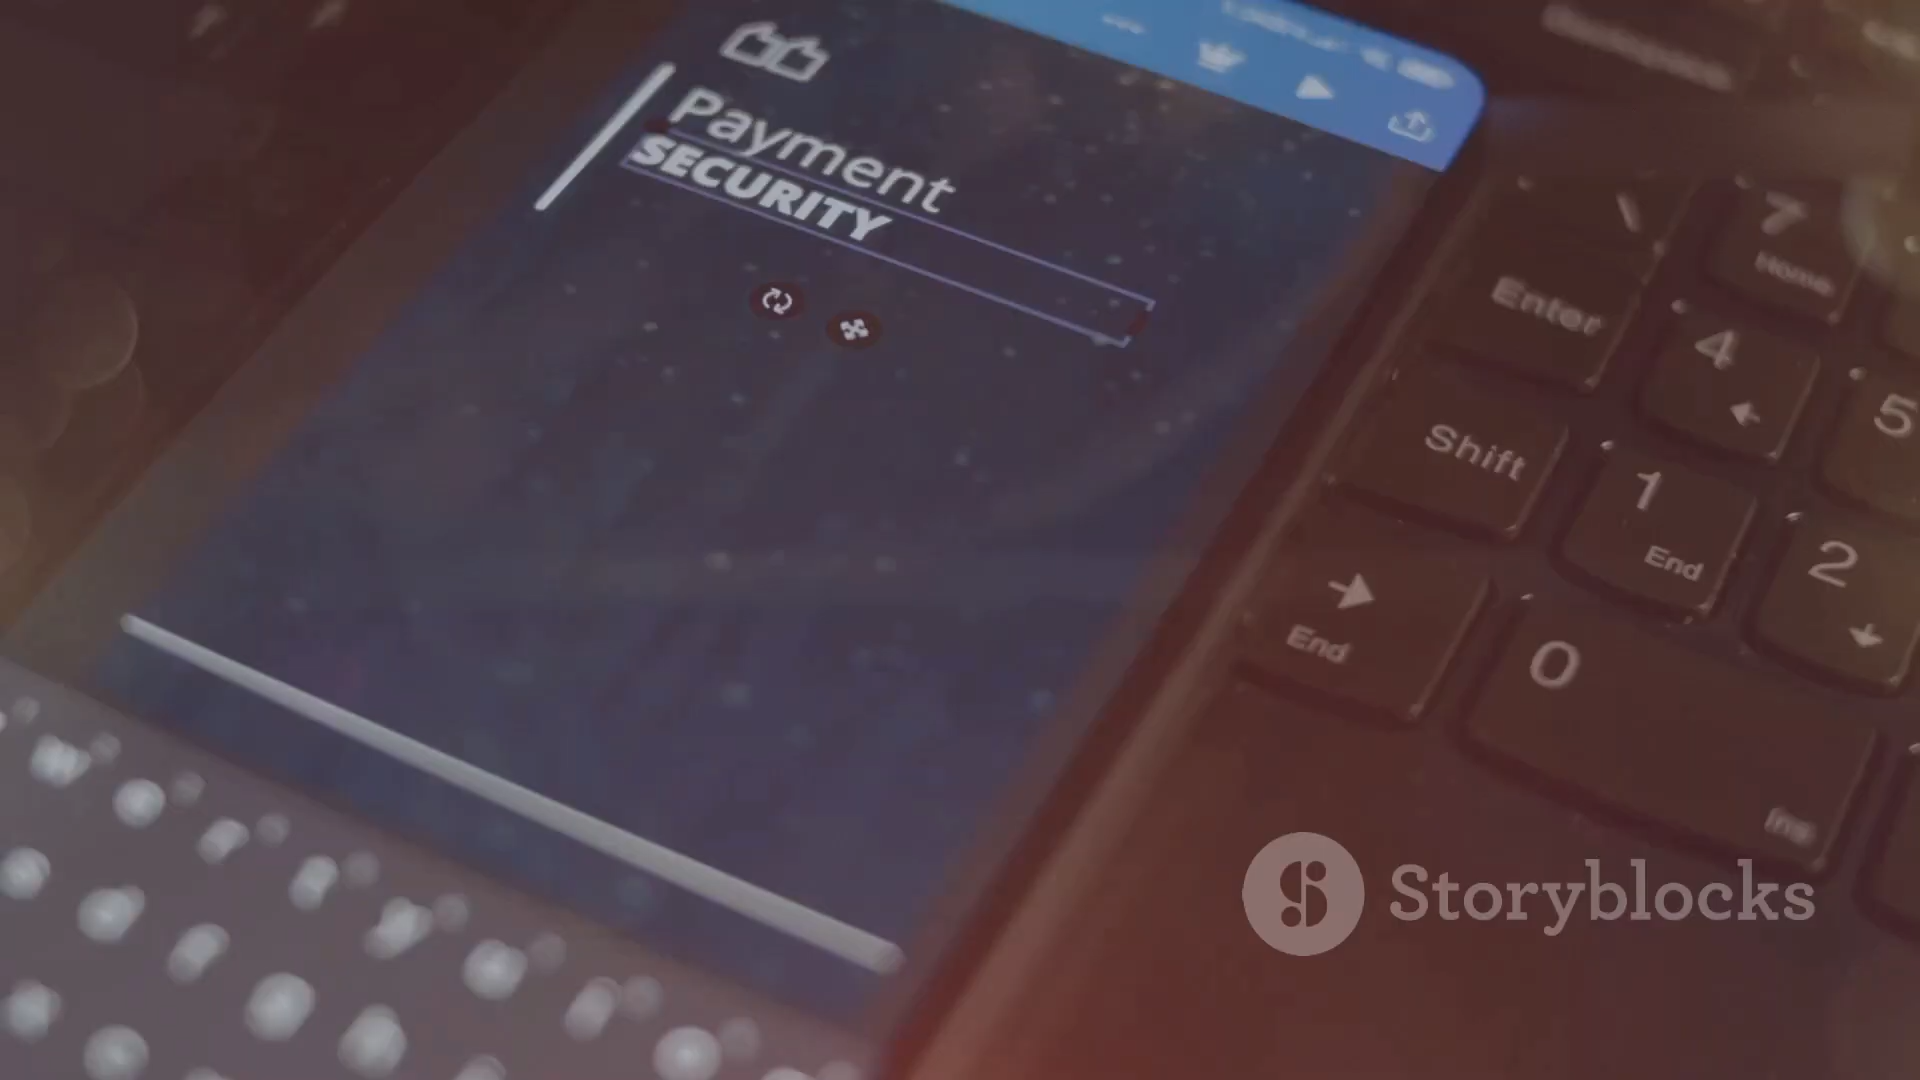 Payment
SECURITY
7
Home
\
Enter
4
5
Shift
1
End
2
End
0
Ins
Storyblocks